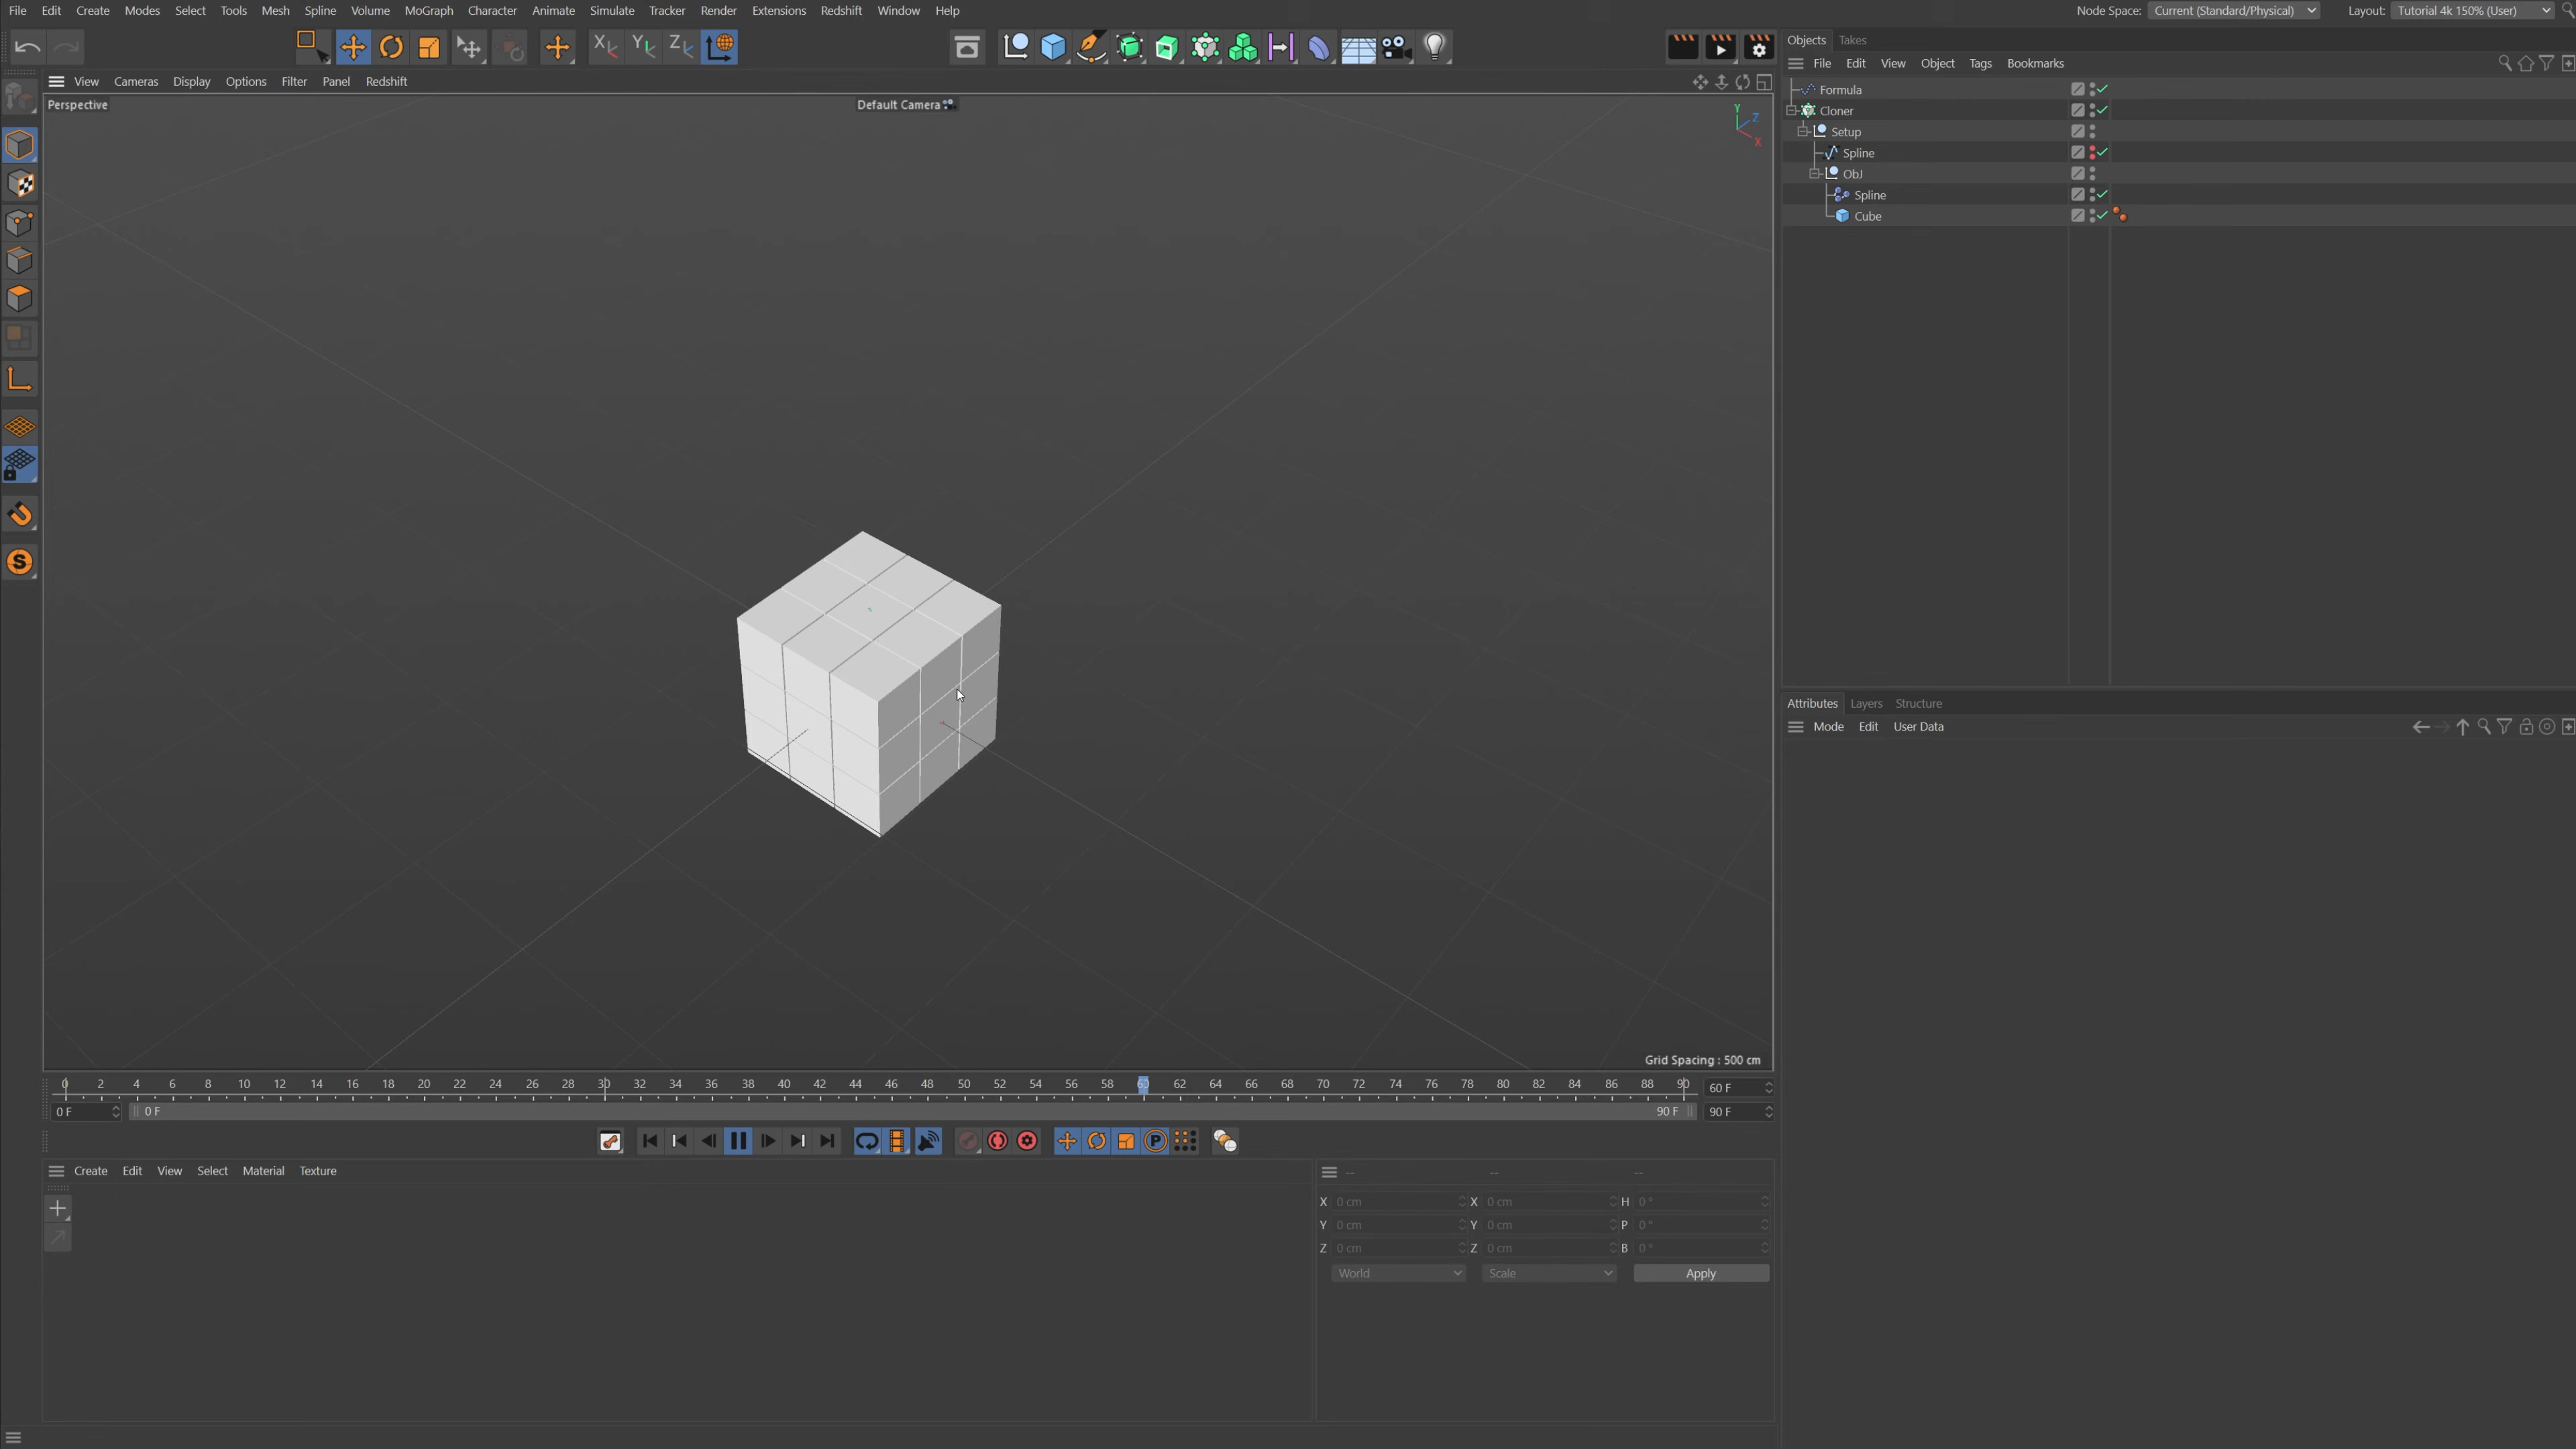 File Edit Create Modes Select Tools Mesh Spline Volume MoGraph Character Animate Simulate Tracker Render Extensions Redshift Window Help Node Space: Current (Standard/Physical) Layout: Tutorial 4k 150% (User)
X Y Z
Objects Takes
File Edit View Object Tags Bookmarks
View Cameras Display Options Filter Panel Redshift
Perspective Default Camera
Y Z X
Formula
Cloner
Setup
Spline
ObJ
Spline
Cube
S
Attributes Layers Structure
Mode Edit User Data
Grid Spacing : 500 cm
0 2 4 6 8 10 12 14 16 18 20 22 24 26 28 30 32 34 36 38 40 42 44 46 48 50 52 54 56 58 60 62 64 66 68 70 72 74 76 78 80 82 84 86 88 90 60 F
0 F 0 F 90 F 90 F
P
Create Edit View Select Material Texture
-- -- --
X 0 cm X 0 cm H 0 °
Y 0 cm Y 0 cm P 0 °
Z 0 cm Z 0 cm B 0 °
World Scale Apply